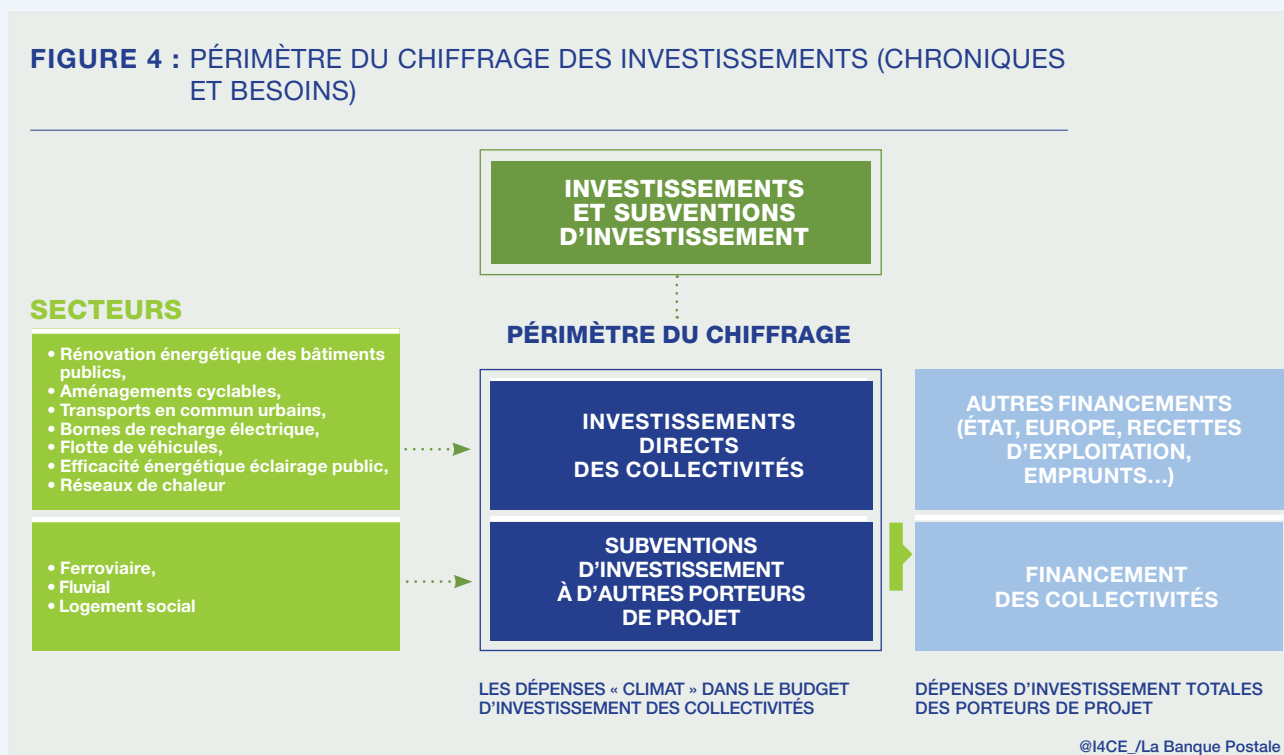 FIGURE 4 : PÉRIMÈTRE DU CHIFFRAGE DES INVESTISSEMENTS (CHRONIQUES
ET BESOINS)
INVESTISSEMENTS
ET SUBVENTIONS
D’INVESTISSEMENT
SECTEURS
• Rénovation énergétique des bâtiments
publics,
• Aménagements cyclables,
• Transports en commun urbains,
• Bornes de recharge électrique,
• Flotte de véhicules,
• Efficacité énergétique éclairage public,
• Réseaux de chaleur
• Ferroviaire,
• Fluvial
• Logement social
PÉRIMÈTRE DU CHIFFRAGE
INVESTISSEMENTS
DIRECTS
DES COLLECTIVITÉS
SUBVENTIONS
D’INVESTISSEMENT
À D’AUTRES PORTEURS
DE PROJET
LES DÉPENSES « CLIMAT » DANS LE BUDGET
D’INVESTISSEMENT DES COLLECTIVITÉS
AUTRES FINANCEMENTS
(ÉTAT, EUROPE, RECETTES
D’EXPLOITATION,
EMPRUNTS…)
FINANCEMENT
DES COLLECTIVITÉS
DÉPENSES D’INVESTISSEMENT TOTALES
DES PORTEURS DE PROJET
@I4CE_/La Banque Postale